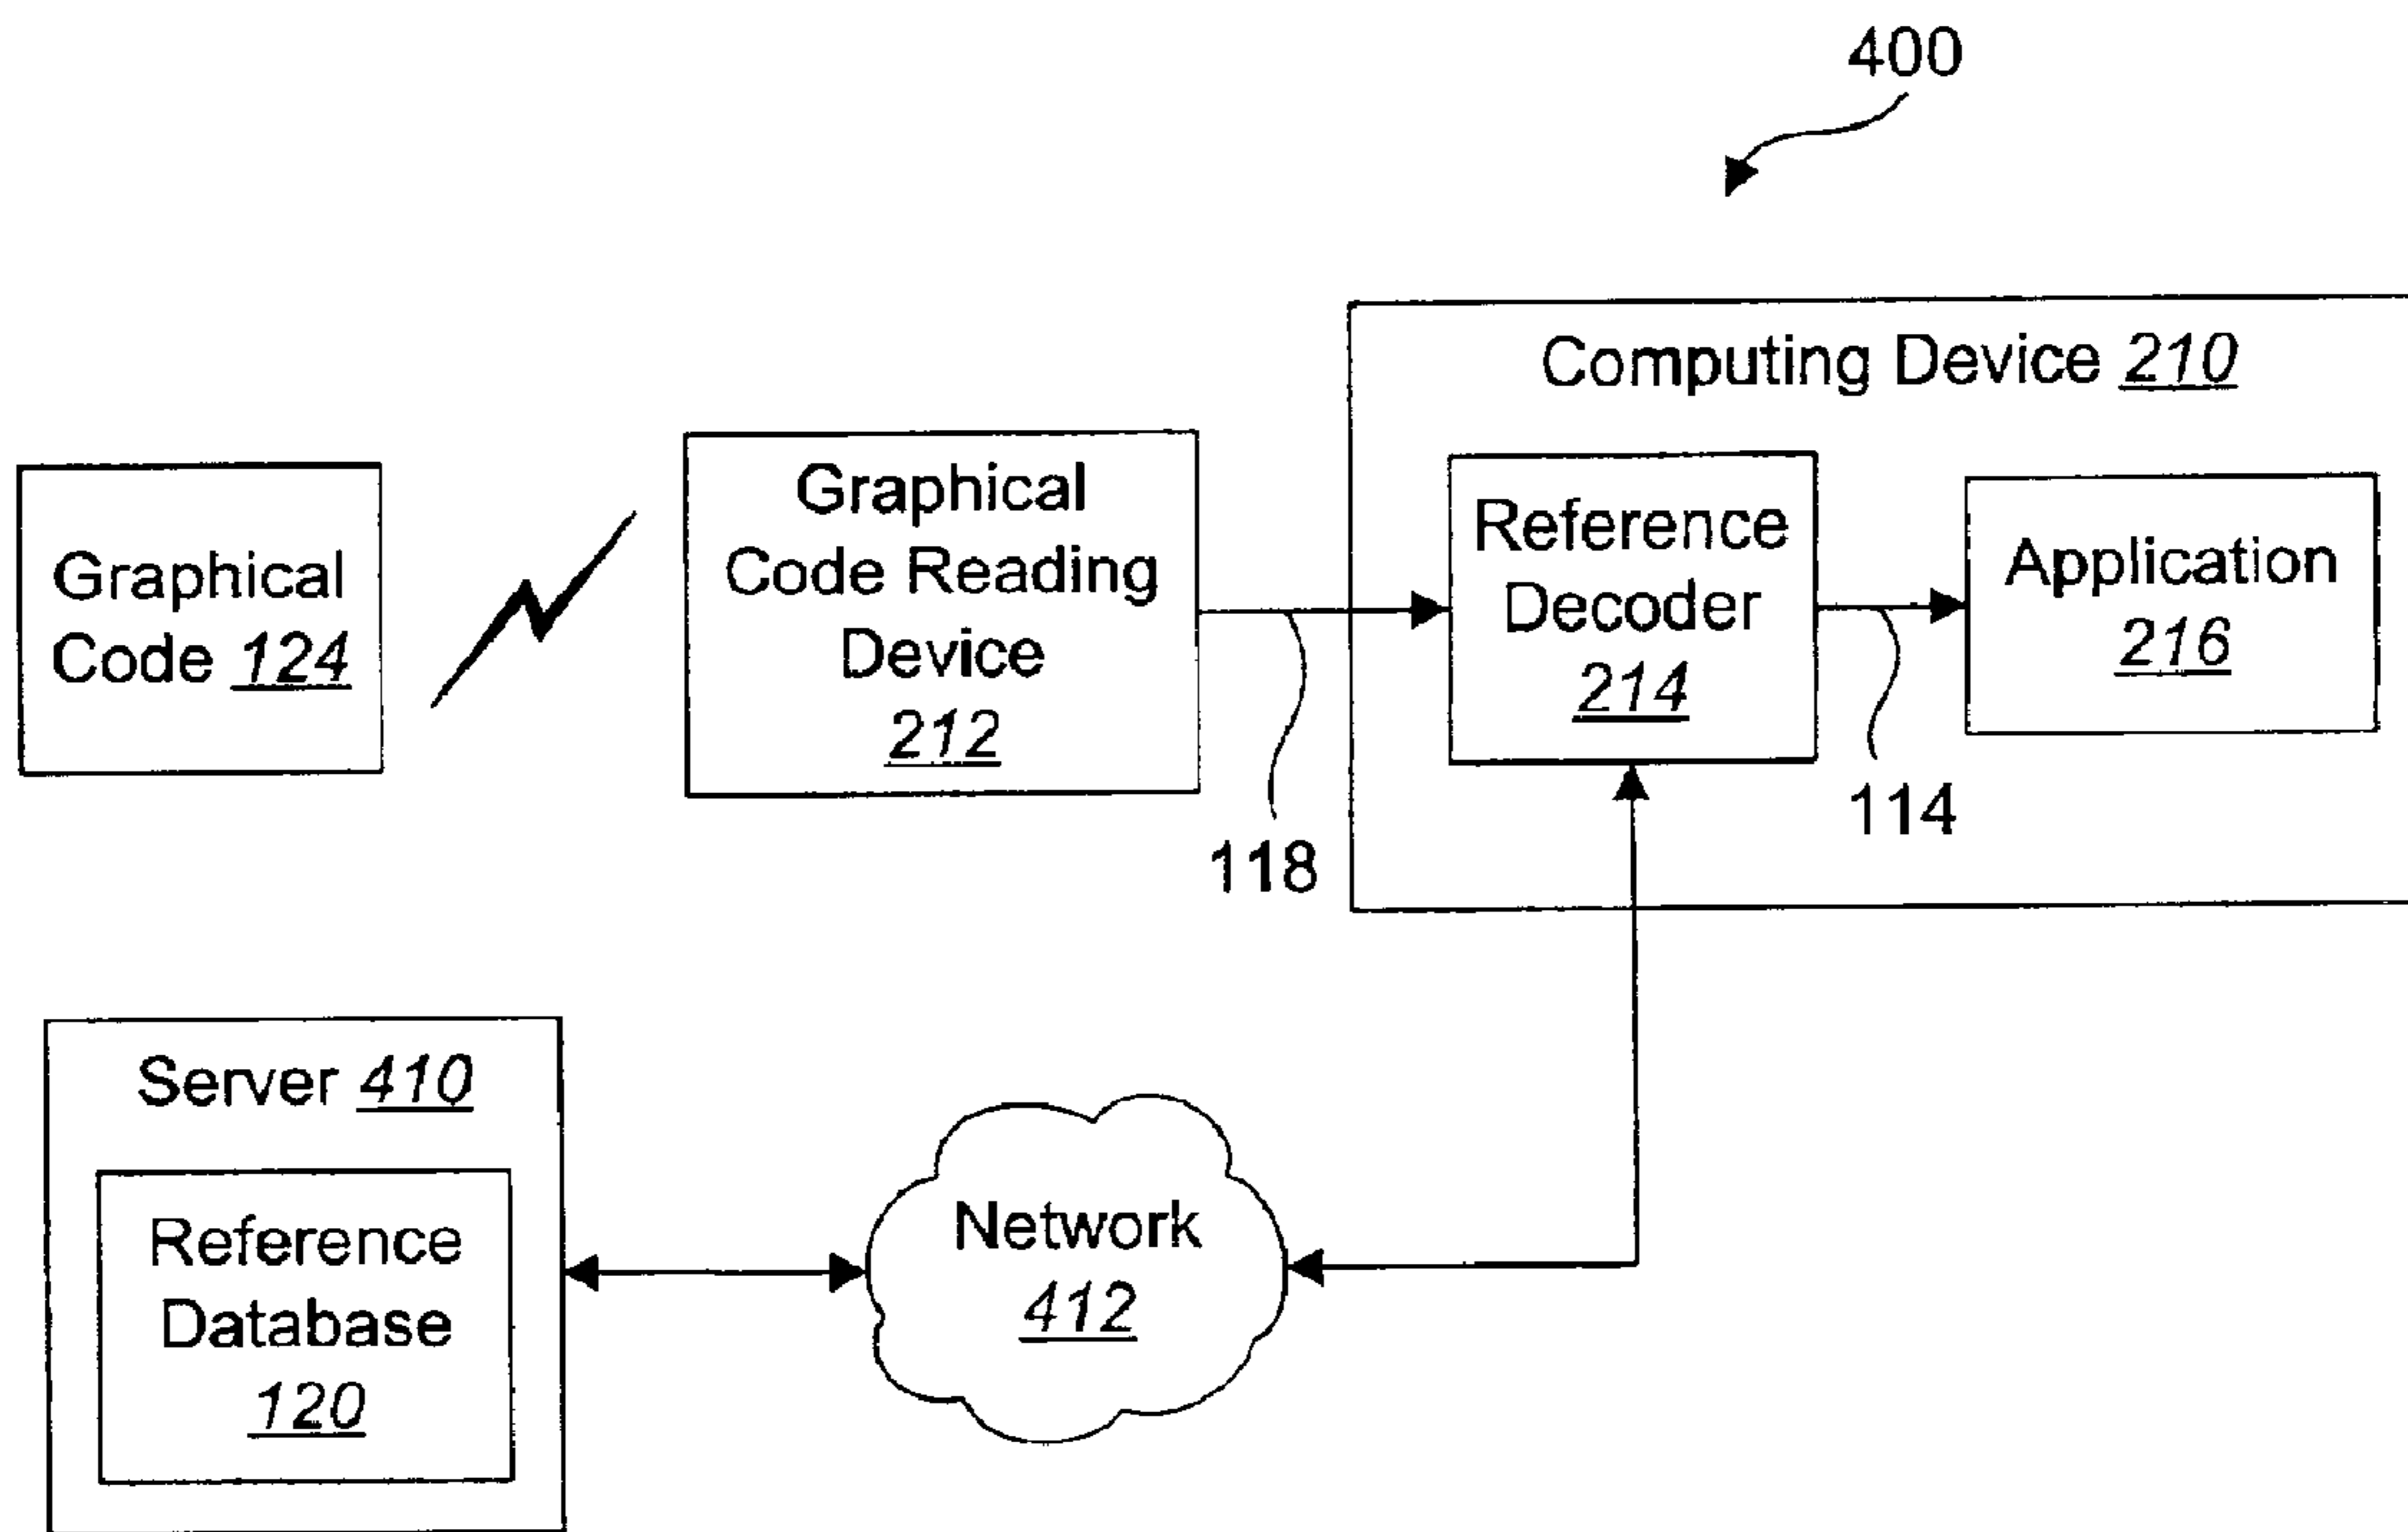 400
Computing Device 210
Graphical
Code 124
Graphical
Code Reading
Device
212
Reference
Decoder
214
Application
216
118
114
Server 410
Reference
Database
120
Network
412